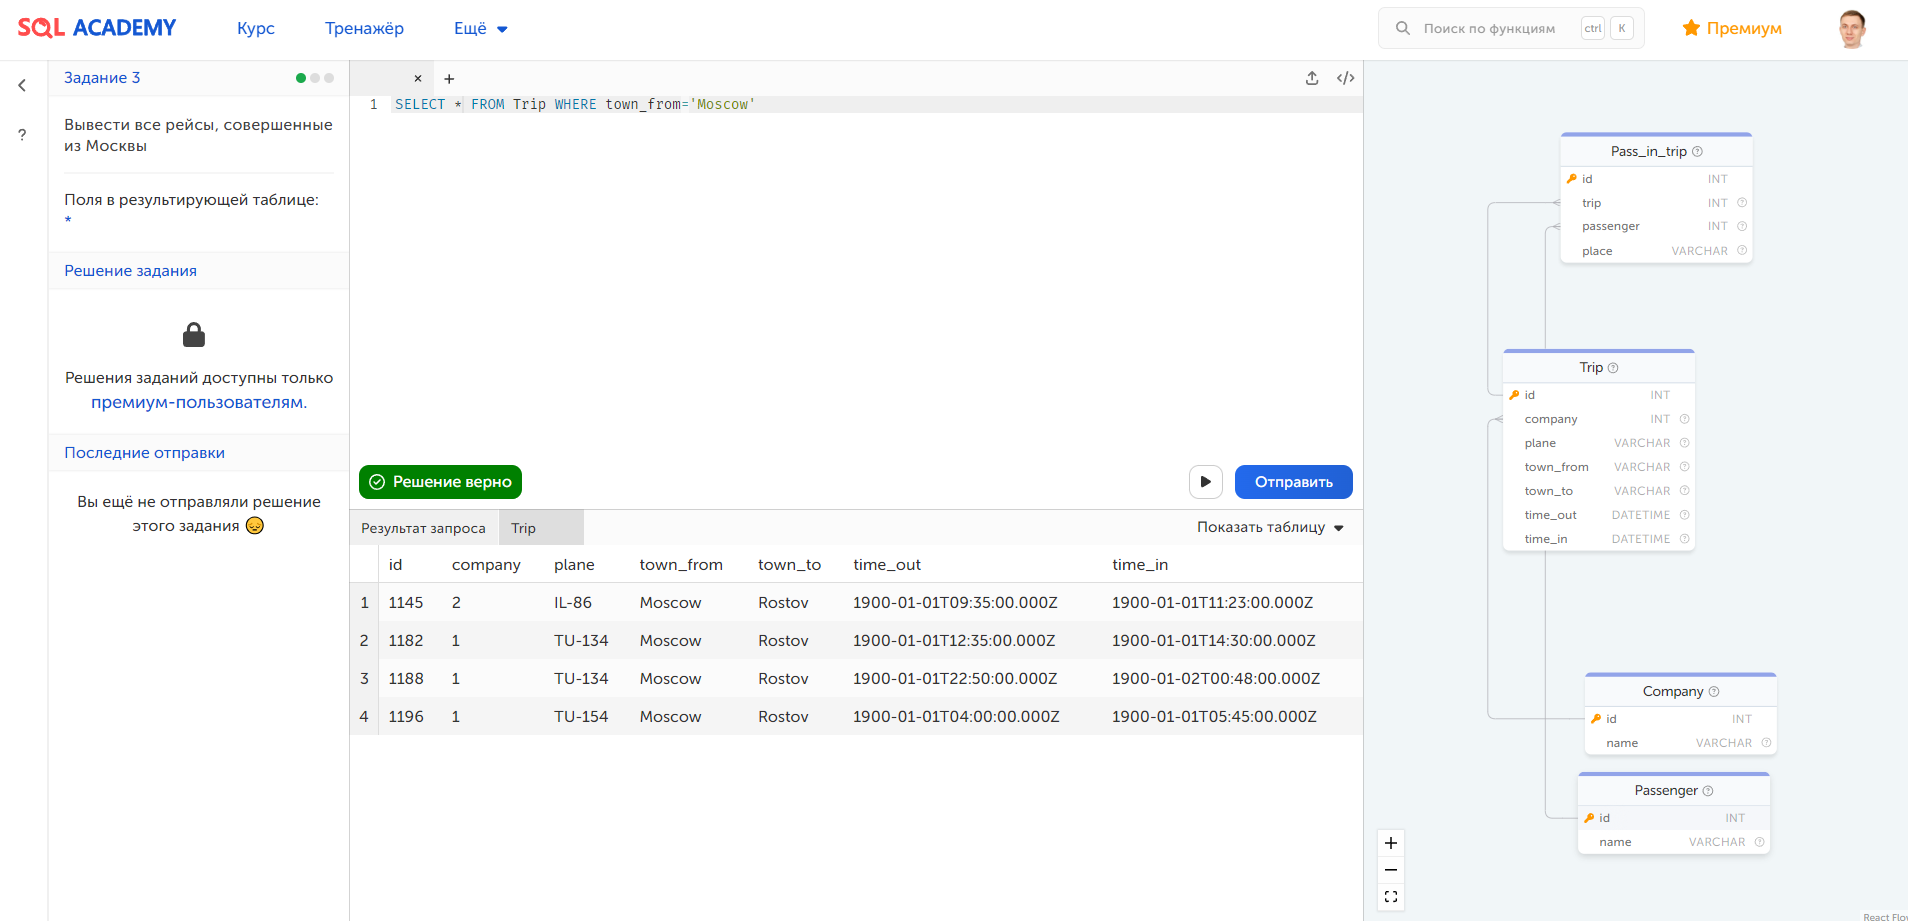 SQL ACADEMY
Курс
Тренажёр
Ещё
Поиск по функциям
ctrl
K
Премиум
Задание 3
Вывести все рейсы, совершенные
из Москвы
Поля в результирующей таблице:
*
Решение задания
Решения заданий доступны только
премиум-пользователям.
Последние отправки
Вы ещё не отправляли решение
этого задания
1 SELECT * FROM Trip WHERE town_from='Moscow'
Решение верно
Отправить
Результат запроса
Trip
Показать таблицу
id company plane town_from town_to time_out time_in
1 1145 2 IL-86 Moscow Rostov 1900-01-01T09:35:00.000Z 1900-01-01T11:23:00.000Z
2 1182 1 TU-134 Moscow Rostov 1900-01-01T12:35:00.000Z 1900-01-01T14:30:00.000Z
3 1188 1 TU-134 Moscow Rostov 1900-01-01T22:50:00.000Z 1900-01-02T00:48:00.000Z
4 1196 1 TU-154 Moscow Rostov 1900-01-01T04:00:00.000Z 1900-01-01T05:45:00.000Z
Pass_in_trip
id INT
trip INT
passenger INT
place VARCHAR
Trip
id INT
company INT
plane VARCHAR
town_from VARCHAR
town_to VARCHAR
time_out DATETIME
time_in DATETIME
Company
id INT
name VARCHAR
Passenger
id INT
name VARCHAR
React Flo